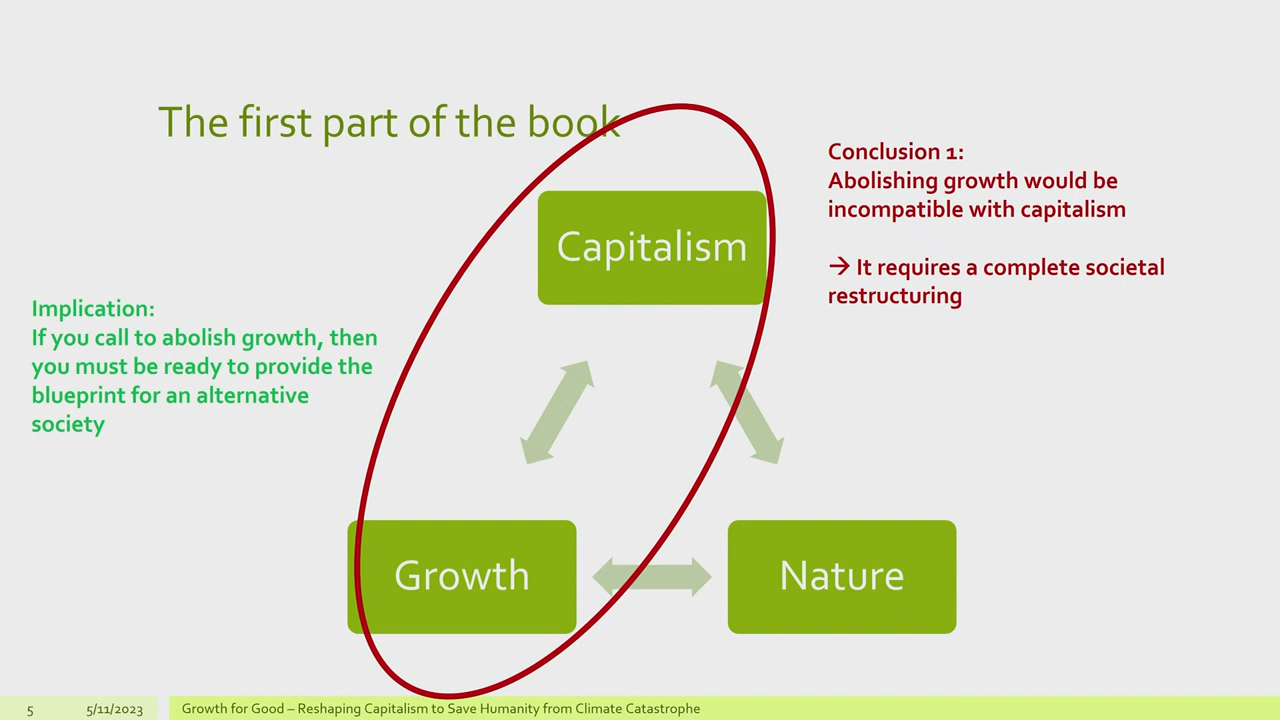 The first part of the book
Conclusion 1:
Abolishing growth would be
incompatible with capitalism
→ It requires a complete societal
restructuring
Capitalism
Implication:
If you call to abolish growth, then
you must be ready to provide the
blueprint for an alternative
society
Growth
Nature
5
5/11/2023
Growth for Good – Reshaping Capitalism to Save Humanity from Climate Catastrophe